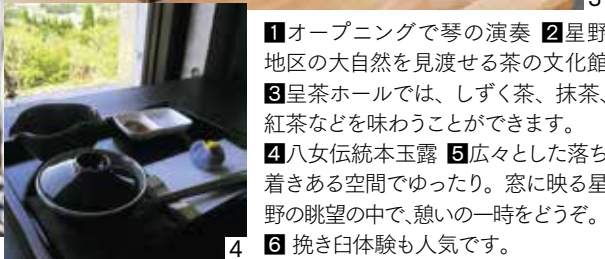 3
1オープニングで琴の演奏 2星野
地区の大自然を見渡せる茶の文化館
3呈茶ホールでは、しずく茶、抹茶、
紅茶などを味わうことができます。
4八女伝統本玉露 5広々とした落ち
着きある空間でゆったり。窓に映る星
野の眺望の中で、憩いの一時をどうぞ。
6 挽き臼体験も人気です。
4